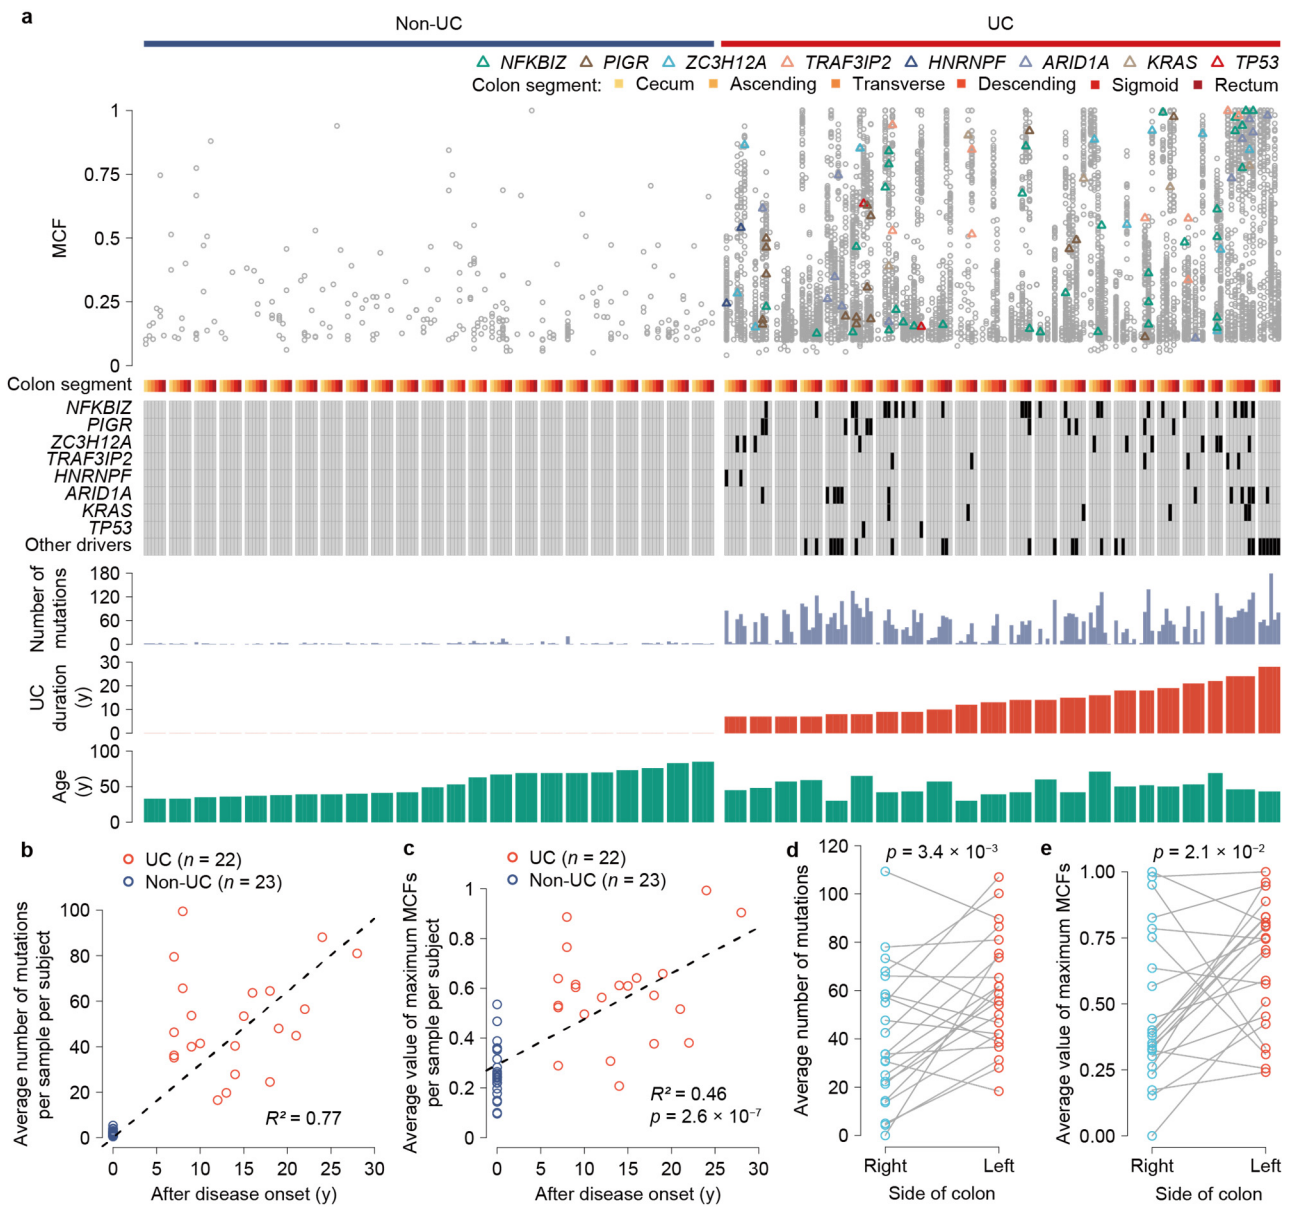 a
Non-UC
UC
NFKBIZ PIGR ZC3H12A TRAF3IP2 HNRNPF ARID1A KRAS TP53
Colon segment: Cecum Ascending Transverse Descending Sigmoid Rectum
MCF
1
0.75
0.5
0.25
0
Colon segment
NFKBIZ
PIGR
ZC3H12A
TRAF3IP2
HNRNPF
ARID1A
KRAS
TP53
Other drivers
Number of
mutations
180
120
60
0
UC
duration
(y)
30
20
10
0
Age
(y)
100
50
0
b
UC (n = 22)
Non-UC (n = 23)
Average number of mutations
per sample per subject
100
80
60
40
20
0
R² = 0.77
0 5 10 15 20 25 30
After disease onset (y)
c
UC (n = 22)
Non-UC (n = 23)
Average value of maximum MCFs
per sample per subject
1
0.8
0.6
0.4
0.2
0
R² = 0.46
p = 2.6 × 10⁻⁷
0 5 10 15 20 25 30
After disease onset (y)
d
p = 3.4 × 10⁻³
Average number of mutations
120
100
80
60
40
20
0
Right Left
Side of colon
e
p = 2.1 × 10⁻²
Average value of maximum MCFs
1.00
0.75
0.50
0.25
0.00
Right Left
Side of colon